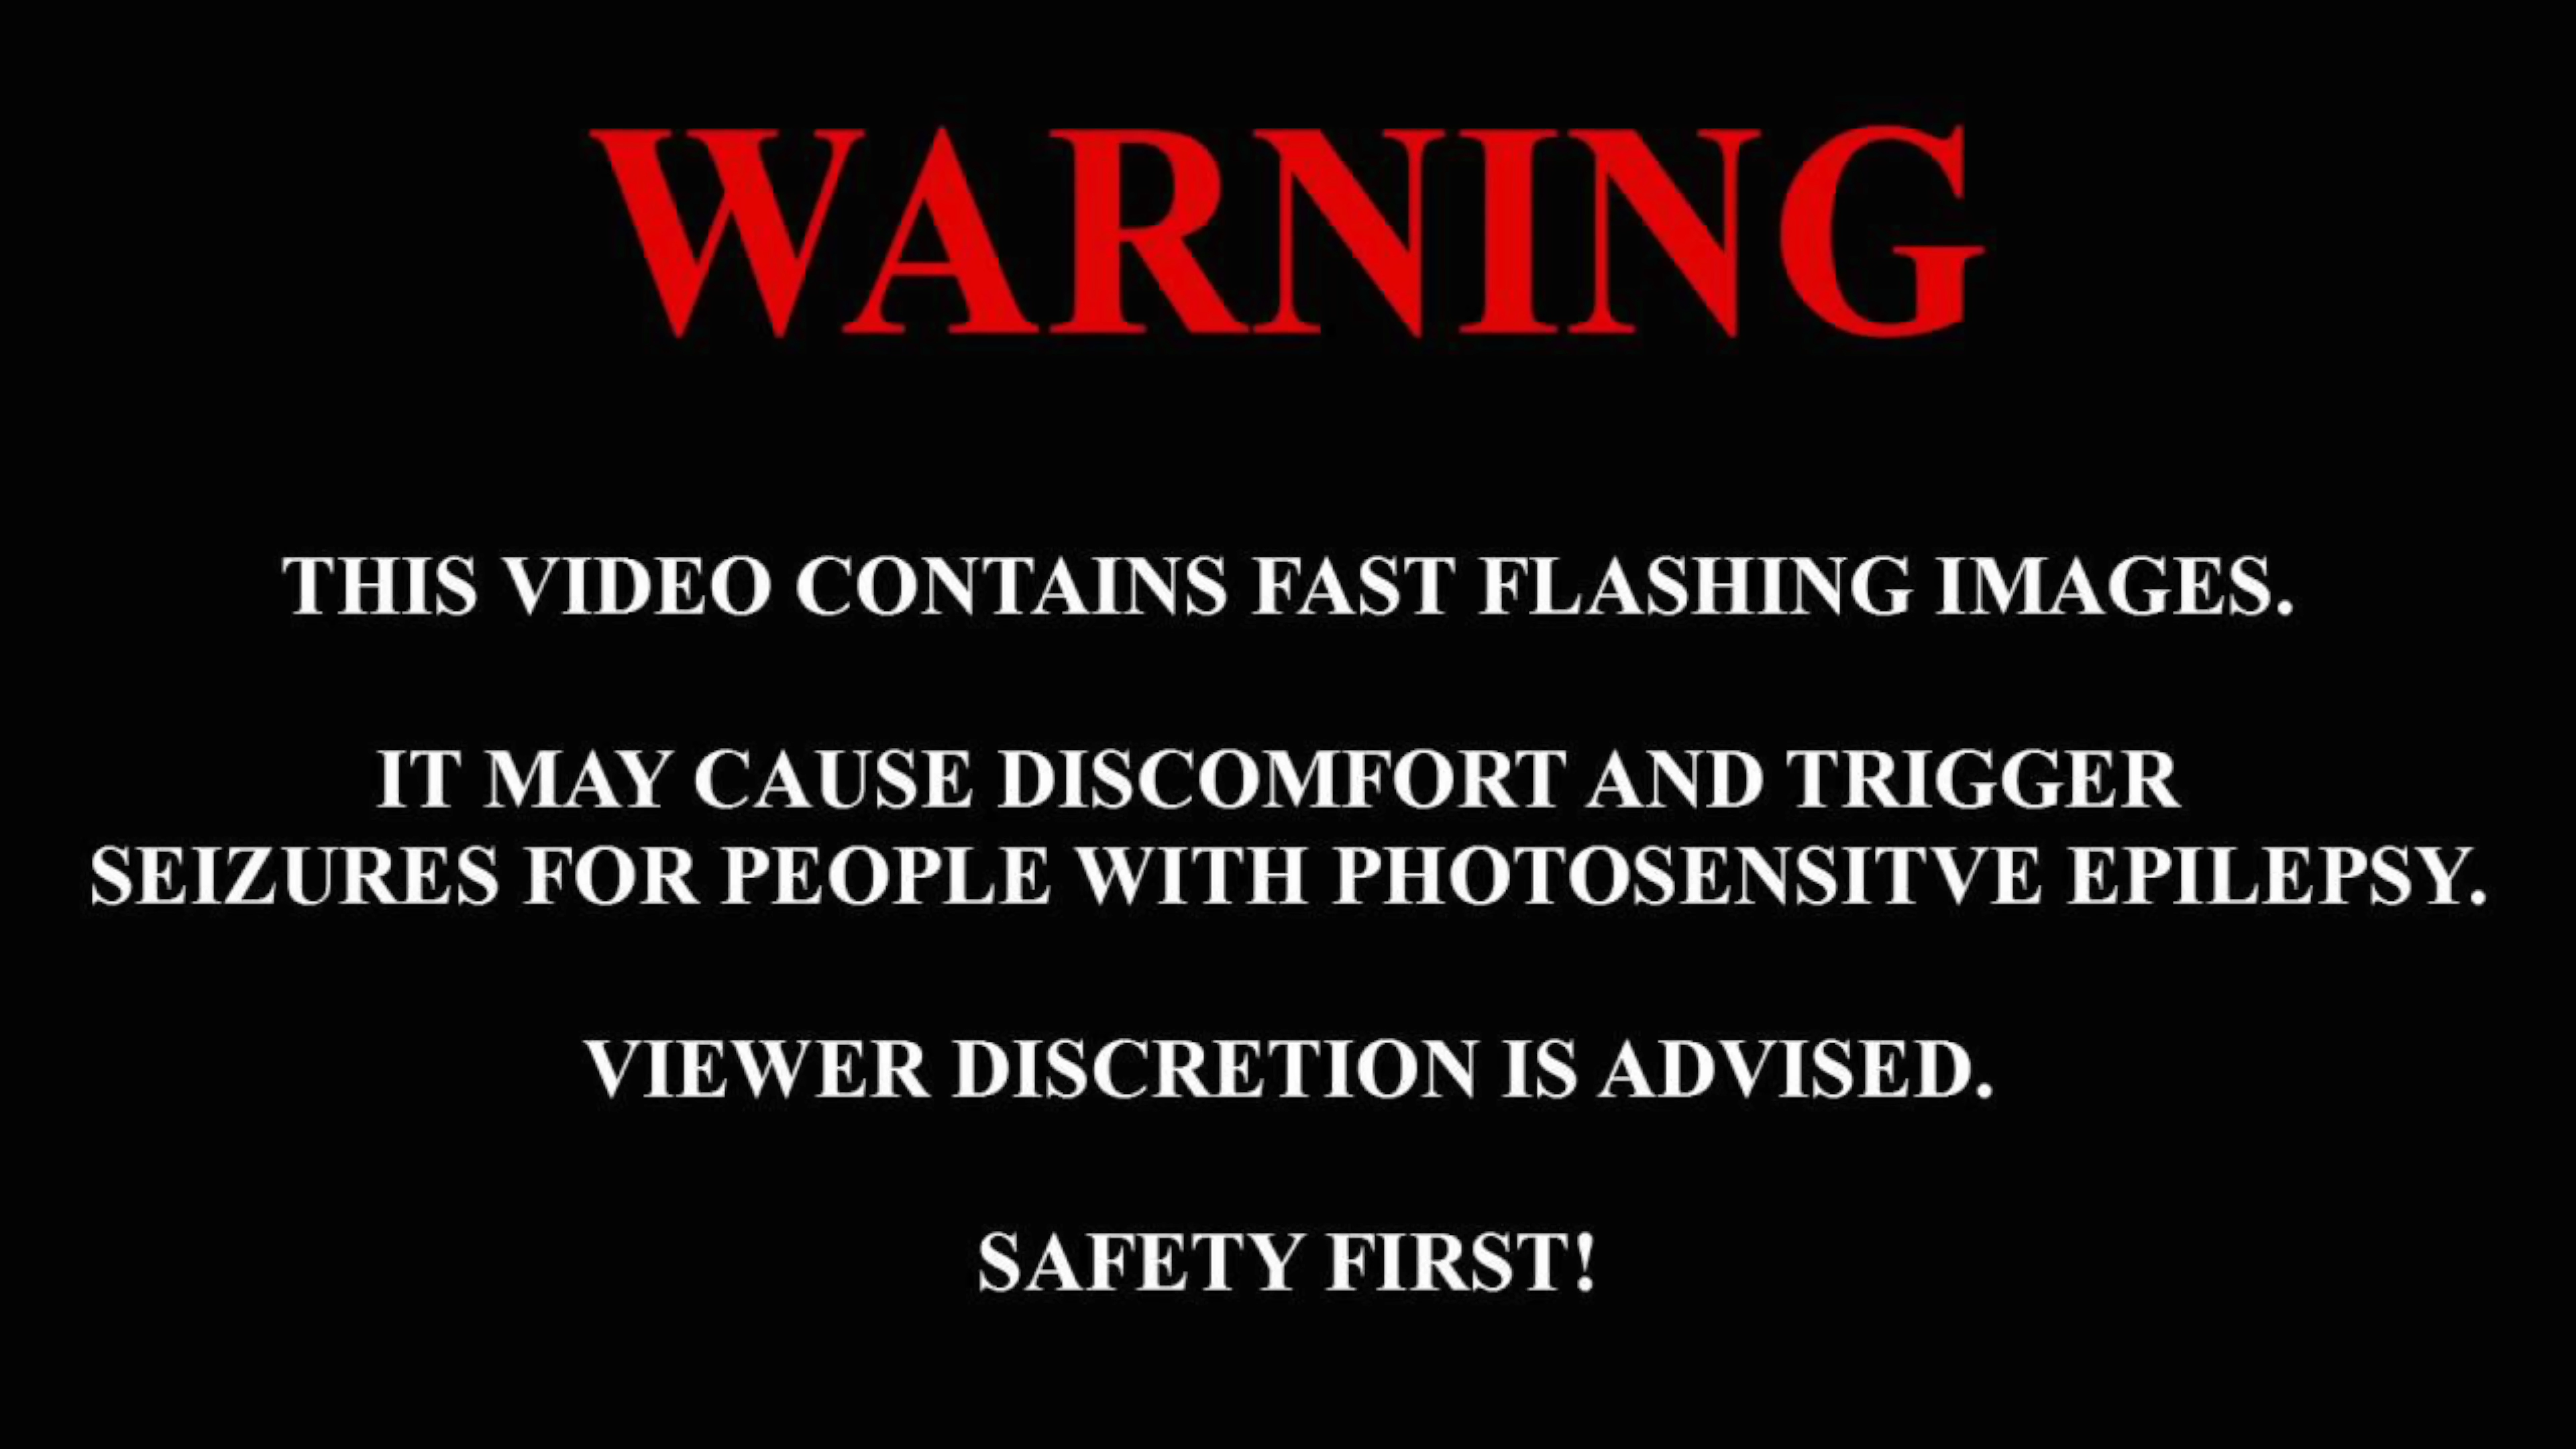 WARNING
THIS VIDEO CONTAINS FAST FLASHING IMAGES.
IT MAY CAUSE DISCOMFORT AND TRIGGER
SEIZURES FOR PEOPLE WITH PHOTOSENSITVE EPILEPSY.
VIEWER DISCRETION IS ADVISED.
SAFETY FIRST!